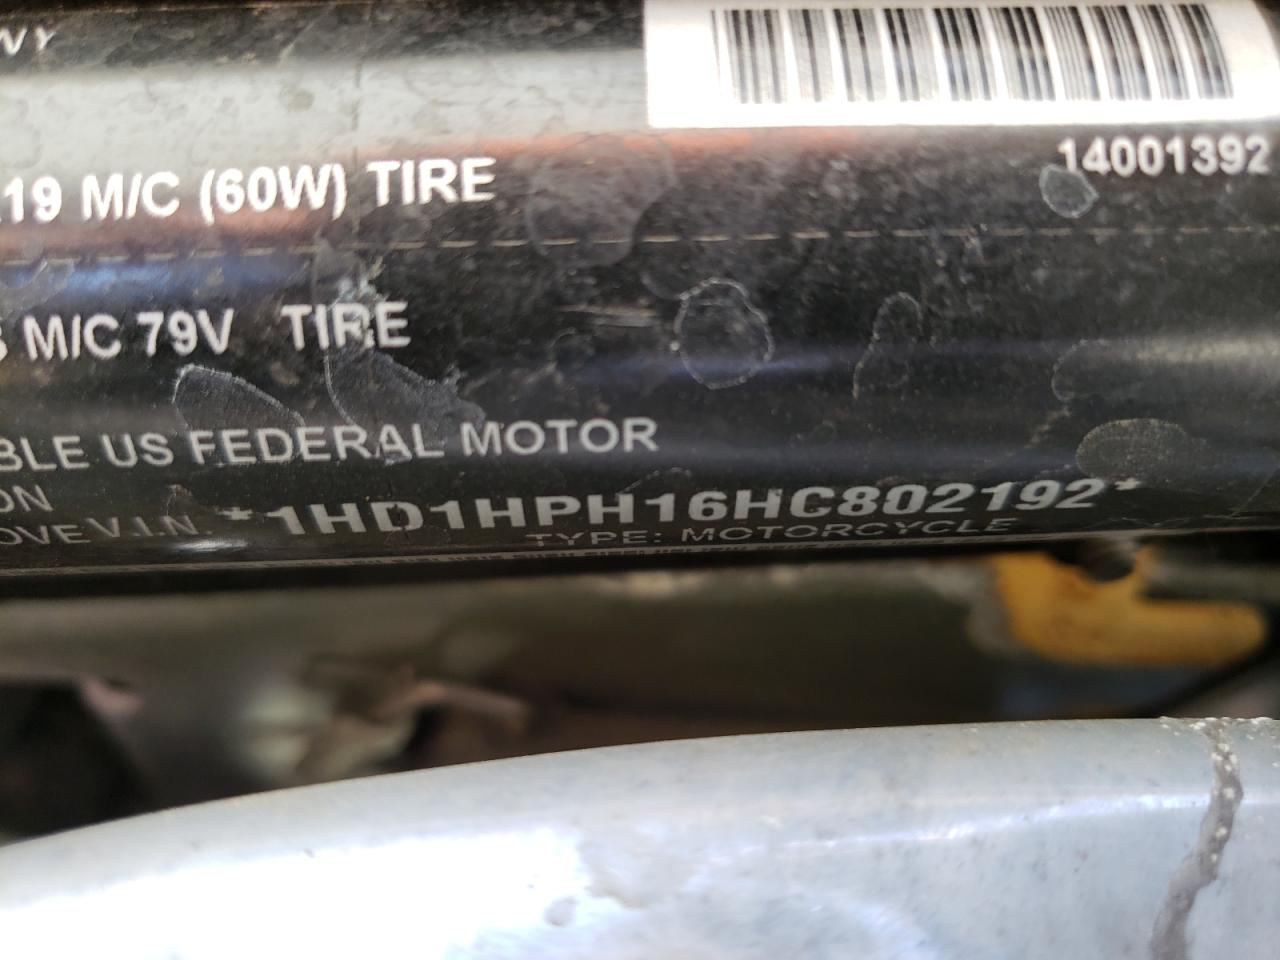 14001392
19 M/C (60W) TIRE
M/C 79V TIRE
BLE US FEDERAL MOTOR
ON
OVE V.I.N. *1HD1HPH16HC802192*
TYPE: MOTORCYCLE